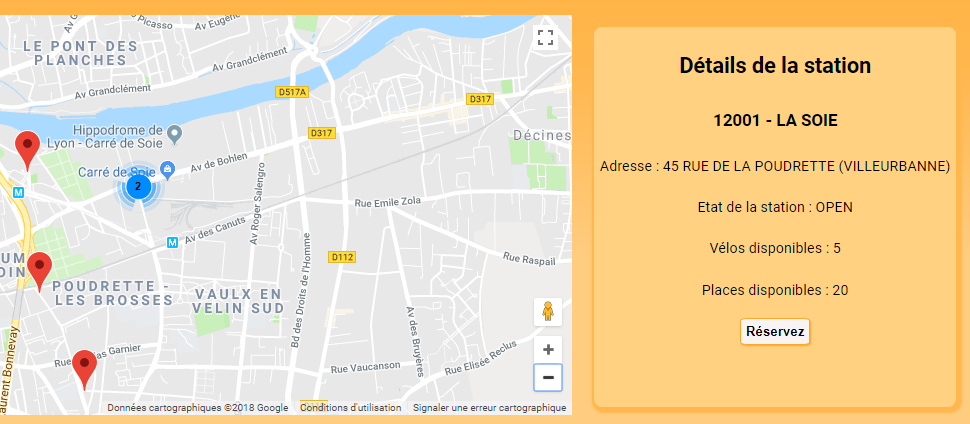 Picasso
Av Eugène
LE PONT DES
PLANCHES
Av Grandclément
Av Grandclément
D517A
D317
D317
Hippodrome de
Lyon - Carré de Soie
Décines
Carré de Soie
Av de Bohlen
2
M
Av Roger Salengro
Rue Emile Zola
Av des Canuts
M
D112
Rue Raspail
POUDRETTE -
LES BROSSES
VAULX EN
VELIN SUD
Bd des Droits de l'Homme
Av des Bruyères
Garnier
Rue Vaucanson
Rue Elisée Reclus
Laurent Bonnevay
+
−
Données cartographiques ©2018 Google
Conditions d'utilisation
Signaler une erreur cartographique
Détails de la station
12001 - LA SOIE
Adresse : 45 RUE DE LA POUDRETTE (VILLEURBANNE)
Etat de la station : OPEN
Vélos disponibles : 5
Places disponibles : 20
Réservez